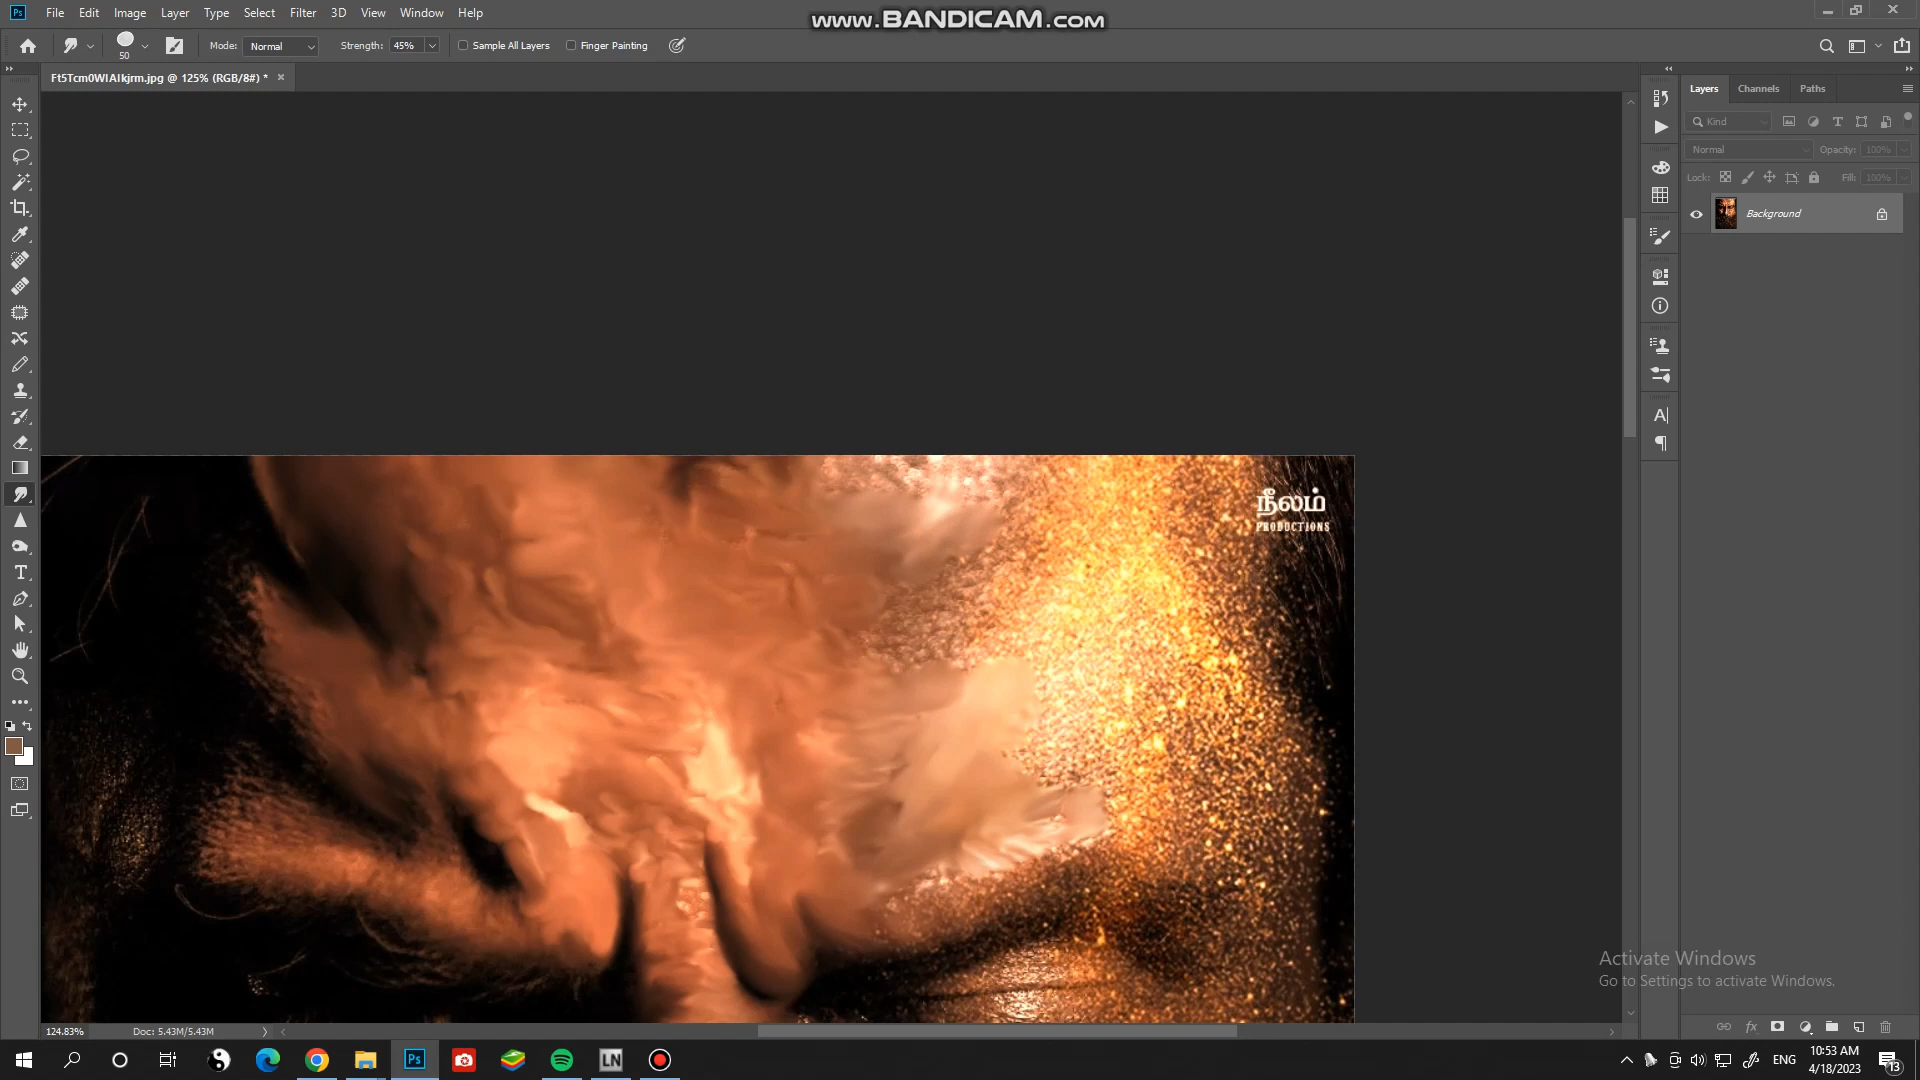 File Edit Image Layer Type Select Filter 3D View Window Help
www.BANDICAM.com
50
Mode: Normal Strength: 45% Sample All Layers Finger Painting
Ft5Tcm0WIAIkjrm.jpg @ 125% (RGB/8#) *
Layers Channels Paths
Kind
Normal Opacity: 100%
Lock: Fill: 100%
Background
நீலம்
PRODUCTIONS
Activate Windows
Go to Settings to activate Windows.
124.83% Doc: 5.43M/5.43M
ENG 10:53 AM
4/18/2023
13